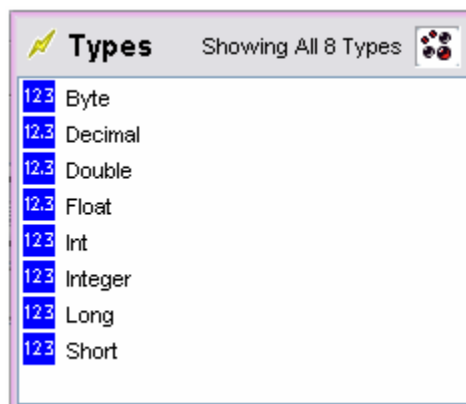 Types Showing All 8 Types
123 Byte
12.3 Decimal
12.3 Double
12.3 Float
123 Int
123 Integer
123 Long
123 Short